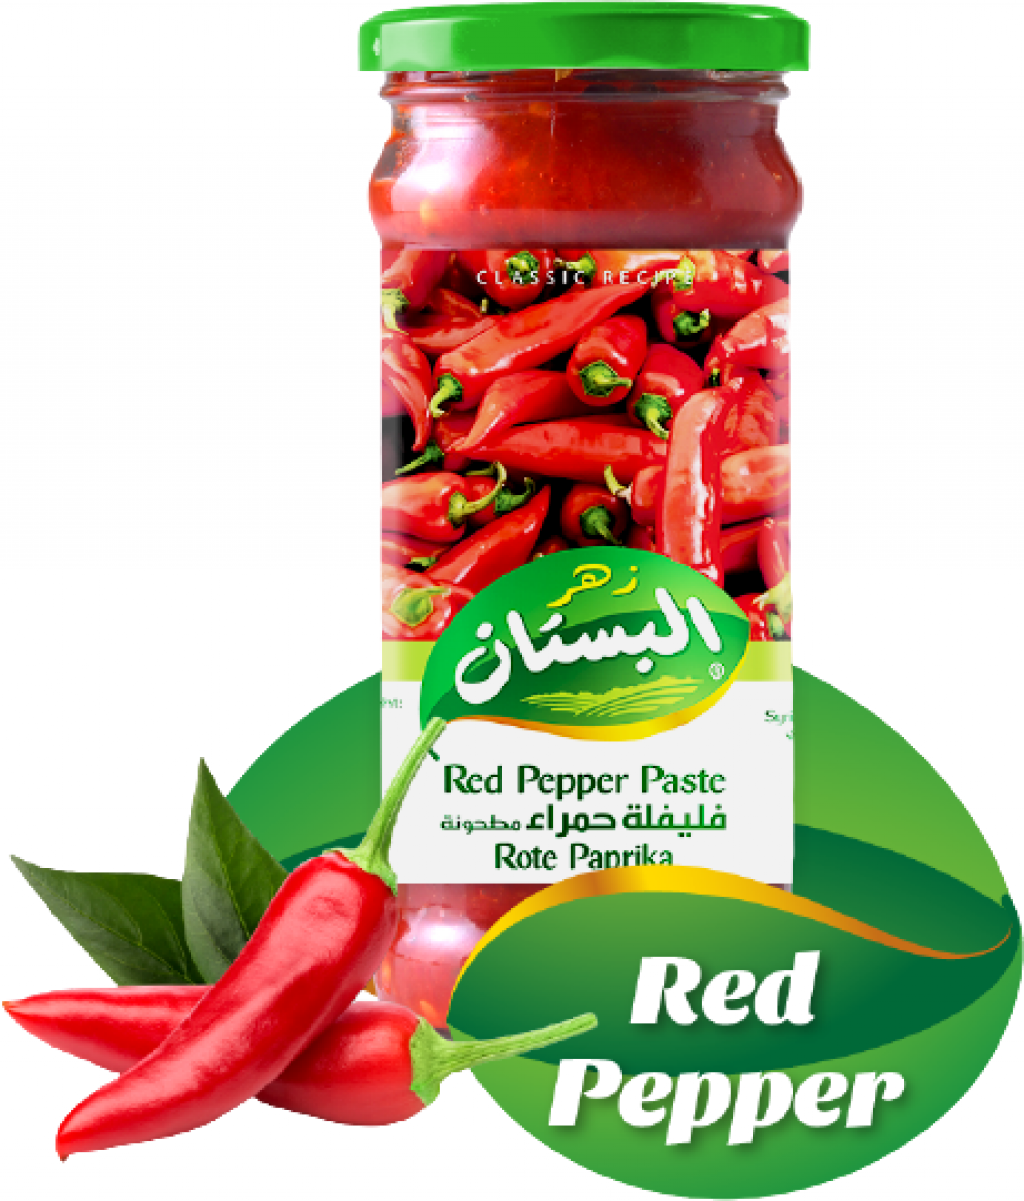 CLASSIC RECIPE
زهر
البستان
®
Red Pepper Paste
فليفلة حمراء مطحونة
Rote Paprika
Red
Pepper